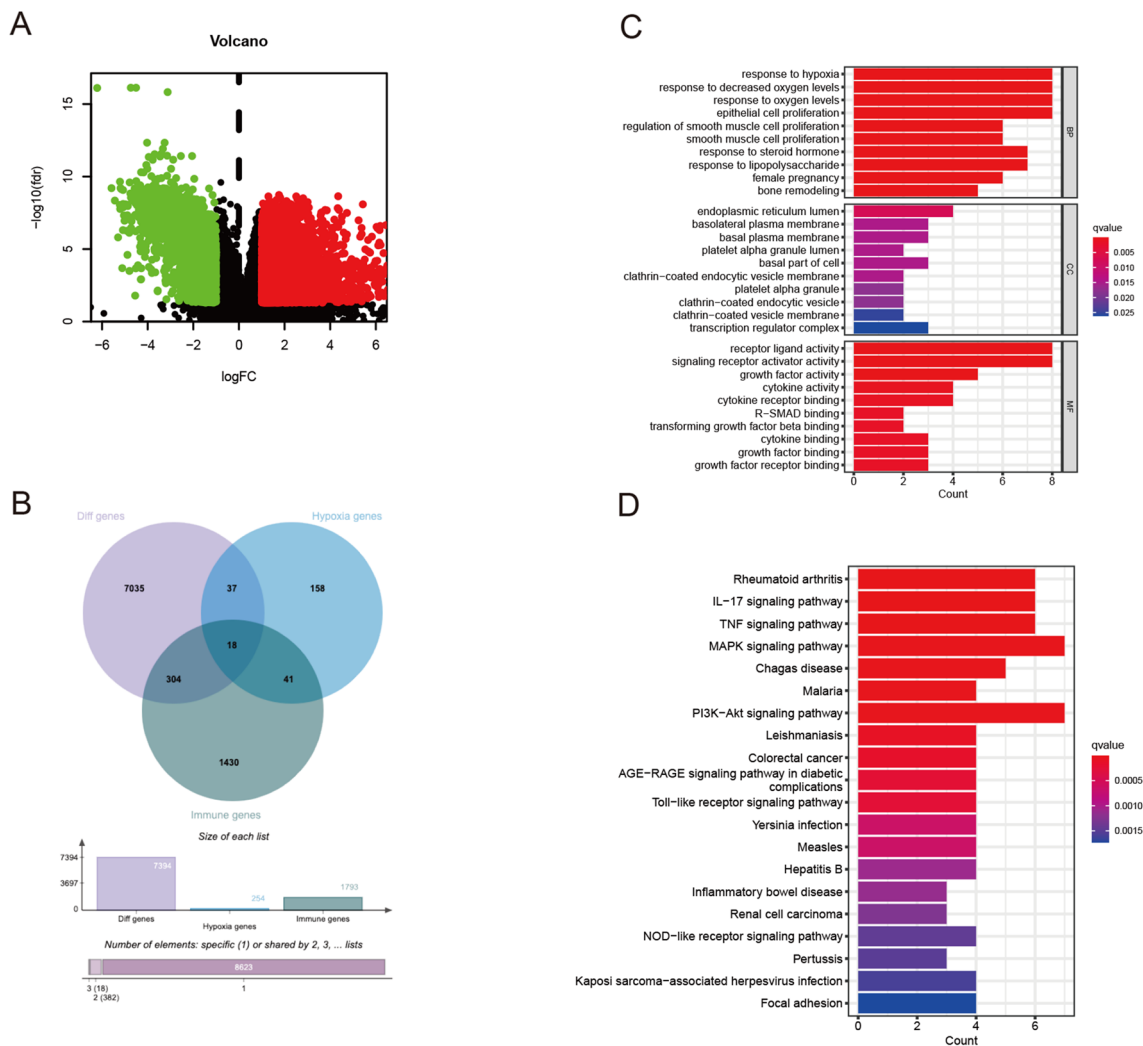 A
Volcano
15
10
5
0
−log10(fdr)
−6
−4
−2
0
2
4
6
logFC
B
Diff genes
Hypoxia genes
7035
37
158
18
304
41
1430
Immune genes
Size of each list
7394
3697
0
7394
254
1793
Diff genes
Hypoxia genes
Immune genes
Number of elements: specific (1) or shared by 2, 3, ... lists
8623
3 (18)
2 (382)
1
C
response to hypoxia
response to decreased oxygen levels
response to oxygen levels
epithelial cell proliferation
regulation of smooth muscle cell proliferation
smooth muscle cell proliferation
response to steroid hormone
response to lipopolysaccharide
female pregnancy
bone remodeling
BP
endoplasmic reticulum lumen
basolateral plasma membrane
basal plasma membrane
platelet alpha granule lumen
basal part of cell
clathrin-coated endocytic vesicle membrane
platelet alpha granule
clathrin-coated endocytic vesicle
clathrin-coated vesicle membrane
transcription regulator complex
CC
receptor ligand activity
signaling receptor activator activity
growth factor activity
cytokine activity
cytokine receptor binding
R-SMAD binding
transforming growth factor beta binding
cytokine binding
growth factor binding
growth factor receptor binding
MF
0
2
4
6
8
Count
qvalue
0.005
0.010
0.015
0.020
0.025
D
Rheumatoid arthritis
IL−17 signaling pathway
TNF signaling pathway
MAPK signaling pathway
Chagas disease
Malaria
PI3K−Akt signaling pathway
Leishmaniasis
Colorectal cancer
AGE−RAGE signaling pathway in diabetic
complications
Toll−like receptor signaling pathway
Yersinia infection
Measles
Hepatitis B
Inflammatory bowel disease
Renal cell carcinoma
NOD−like receptor signaling pathway
Pertussis
Kaposi sarcoma−associated herpesvirus infection
Focal adhesion
0
2
4
6
Count
qvalue
0.0005
0.0010
0.0015